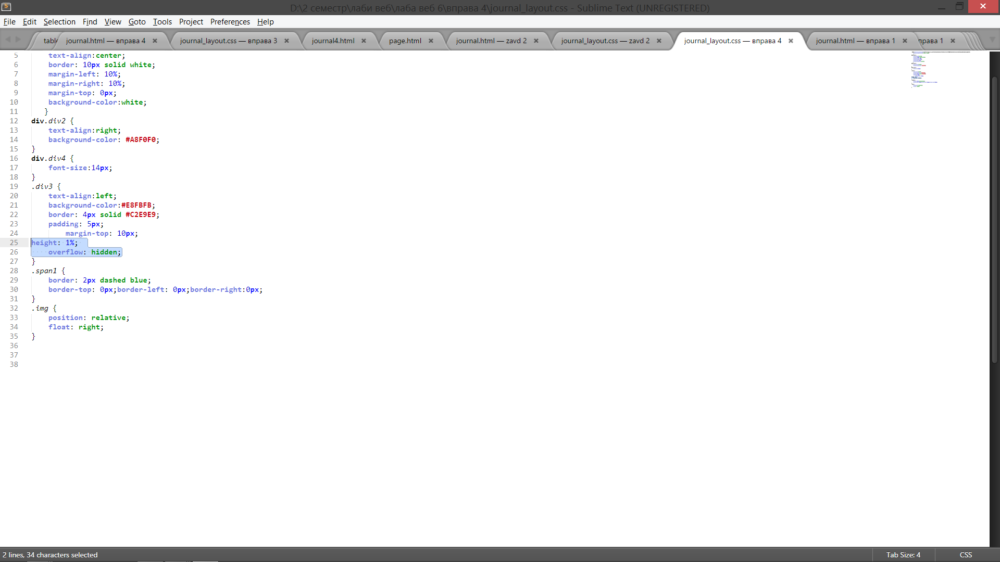 D:\2 семестр\лаби веб\лаба веб 6\вправа 4\journal_layout.css - Sublime Text (UNREGISTERED)
File Edit Selection Find View Goto Tools Project Preferences Help
journal.html — вправа 4 journal_layout.css — вправа 3 journal4.html page.html journal.html — zavd 2 journal_layout.css — zavd 2 journal_layout.css — вправа 4 journal.html — вправа 1
5 text-align:center;
6 border: 10px solid white;
7 margin-left: 10%;
8 margin-right: 10%;
9 margin-top: 0px;
10 background-color:white;
11 }
12 div.div2 {
13 text-align:right;
14 background-color: #A8F0F0;
15 }
16 div.div4 {
17 font-size:14px;
18 }
19 .div3 {
20 text-align:left;
21 background-color:#E8FBFB;
22 border: 4px solid #C2E9E9;
23 padding: 5px;
24 margin-top: 10px;
25 height: 1%;
26 overflow: hidden;
27 }
28 .span1 {
29 border: 2px dashed blue;
30 border-top: 0px;border-left: 0px;border-right:0px;
31 }
32 .img {
33 position: relative;
34 float: right;
35 }
36
37
38
2 lines, 34 characters selected Tab Size: 4 CSS